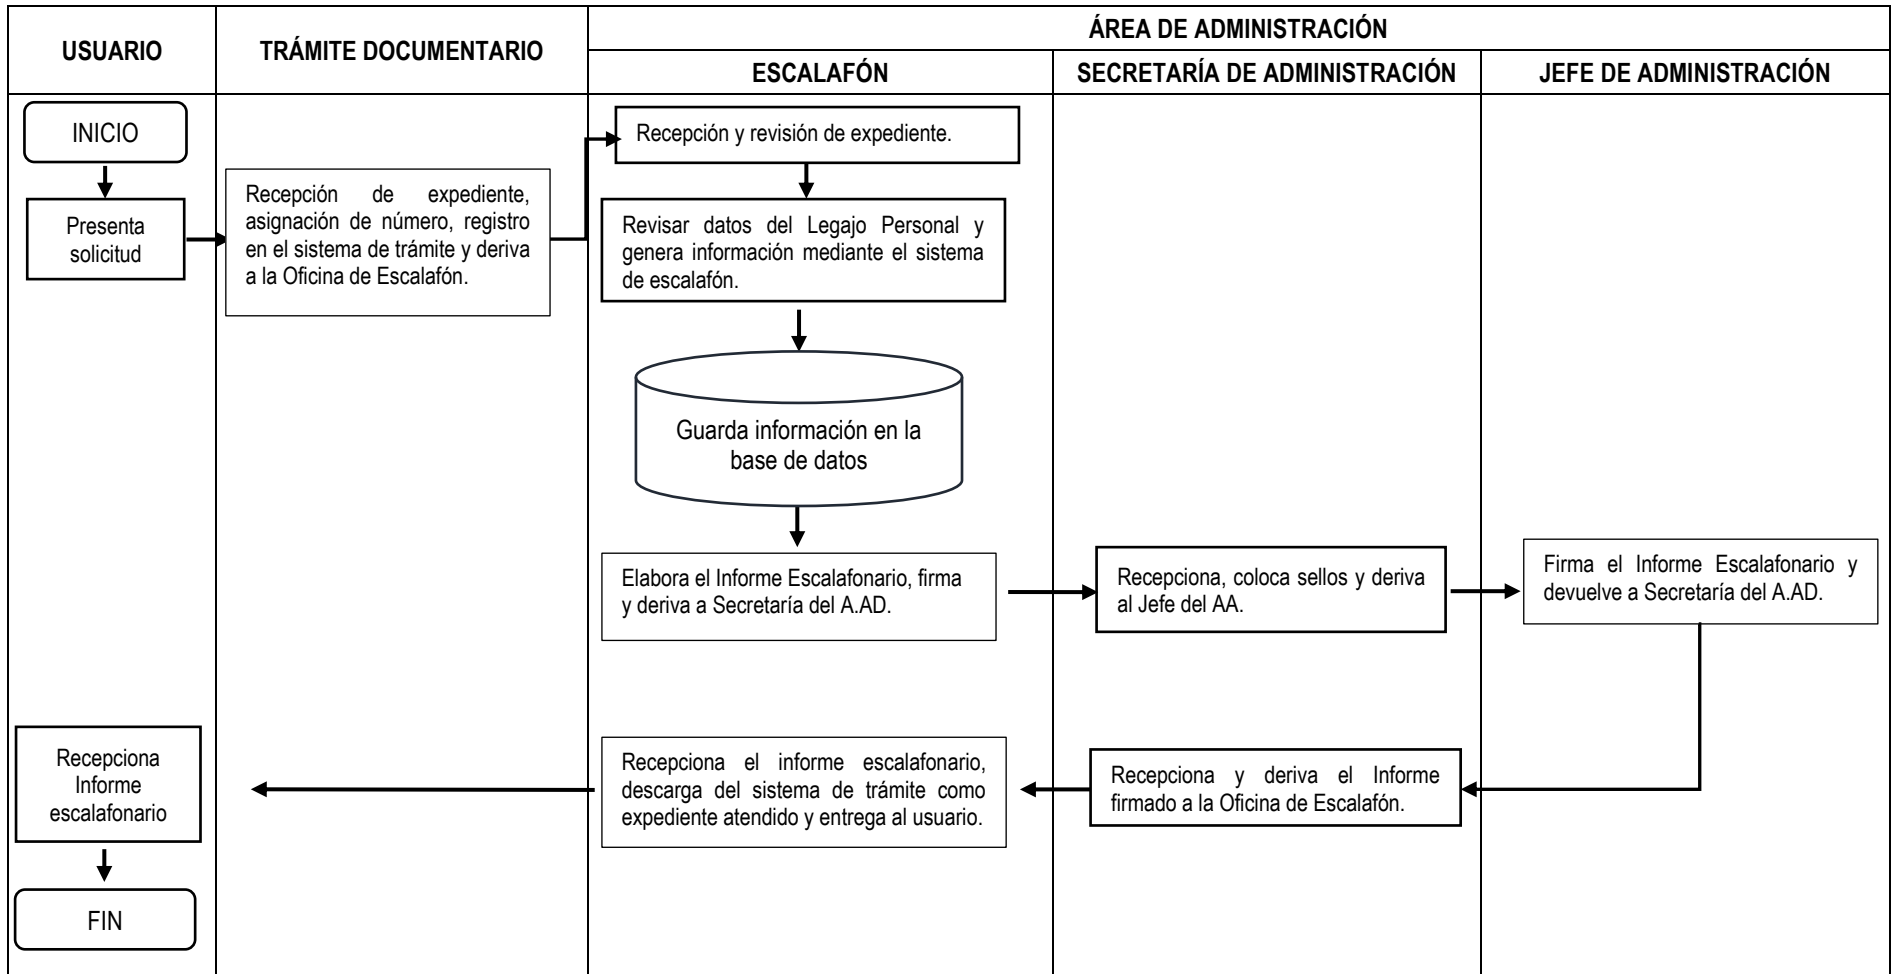 USUARIO
TRÁMITE DOCUMENTARIO
ÁREA DE ADMINISTRACIÓN
ESCALAFÓN
SECRETARÍA DE ADMINISTRACIÓN
JEFE DE ADMINISTRACIÓN
INICIO
Presenta
solicitud
Recepción de expediente,
asignación de número, registro
en el sistema de trámite y deriva
a la Oficina de Escalafón.
Recepción y revisión de expediente.
Revisar datos del Legajo Personal y
genera información mediante el sistema
de escalafón.
Guarda información en la
base de datos
Elabora el Informe Escalafonario, firma
y deriva a Secretaría del A.AD.
Recepciona, coloca sellos y deriva
al Jefe del AA.
Firma el Informe Escalafonario y
devuelve a Secretaría del A.AD.
Recepciona y deriva el Informe
firmado a la Oficina de Escalafón.
Recepciona el informe escalafonario,
descarga del sistema de trámite como
expediente atendido y entrega al usuario.
Recepciona
Informe
escalafonario
FIN